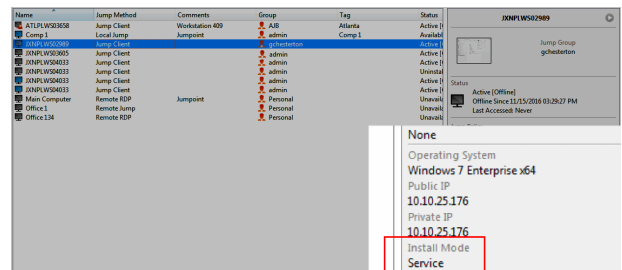 Name Jump Method Comments Group Tag Status
ATLPLWS03658 Jump Client Workstation 409 AJB Atlanta Active [
Comp 1 Local Jump Jumpoint admin Comp 1 Availabl
JXNPLWS02989 Jump Client gchesterton Active [
JXNPLWS03605 Jump Client admin Active [
JXNPLWS04033 Jump Client admin Active [
JXNPLWS04033 Jump Client admin Uninstal
JXNPLWS04033 Jump Client admin Active [
JXNPLWS04033 Jump Client admin Active [
Main Computer Remote RDP Jumpoint Personal Unavaila
Office 1 Remote Jump Personal Unavaila
Office 134 Remote RDP Personal Unavaila
JXNPLWS02989
Jump Group
gchesterton
Status
Active [Offline]
Offline Since 11/15/2016 03:29:27 PM
Last Accessed: Never
None
Operating System
Windows 7 Enterprise x64
Public IP
10.10.25.176
Private IP
10.10.25.176
Install Mode
Service